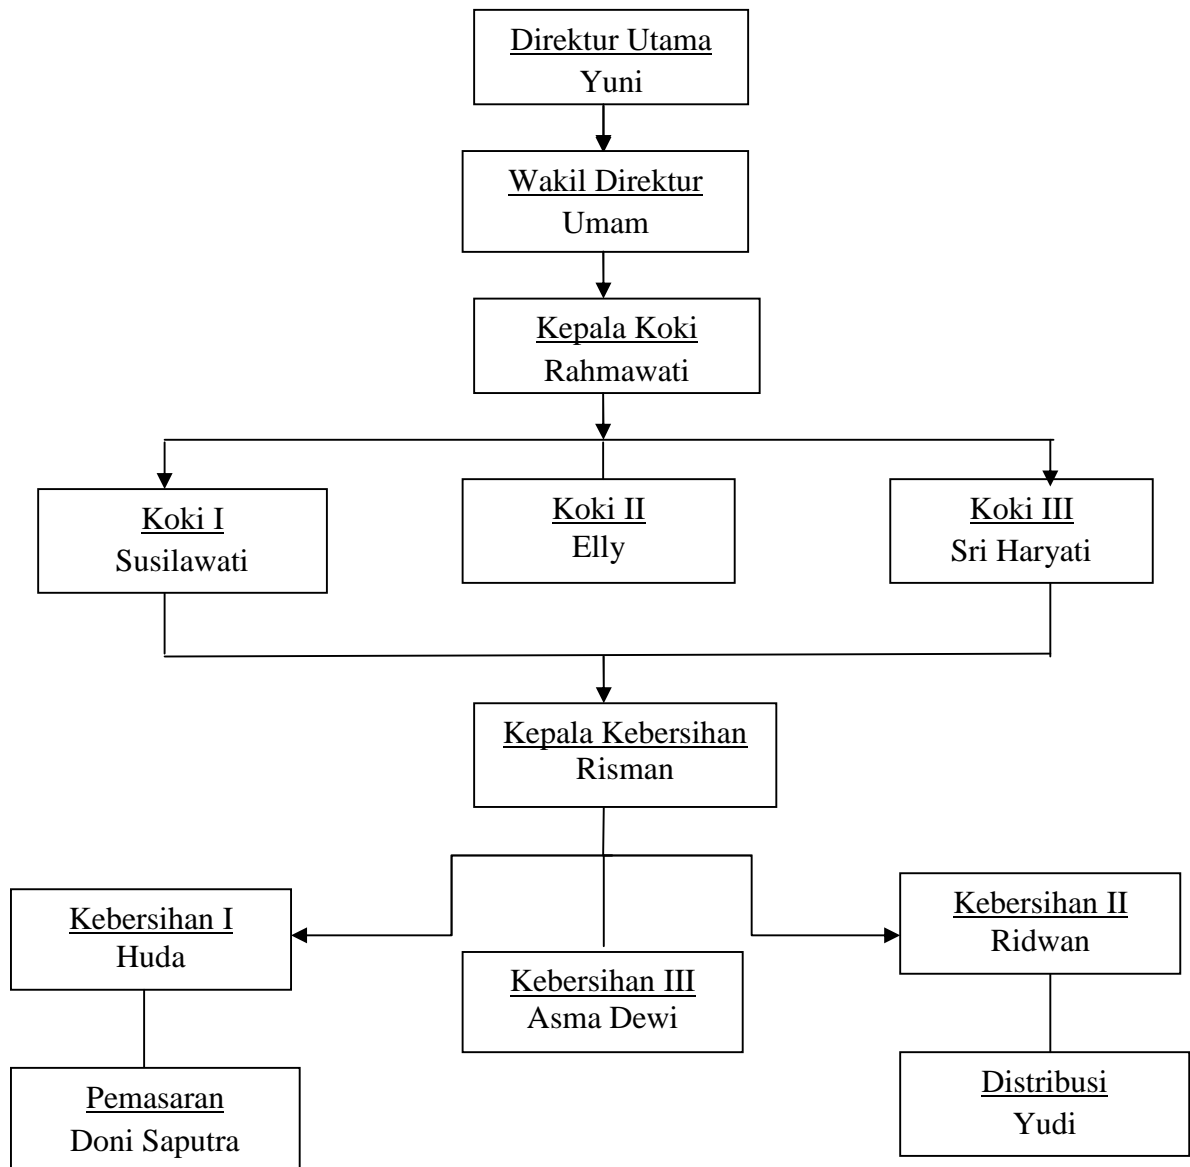 Direktur Utama
Yuni
Wakil Direktur
Umam
Kepala Koki
Rahmawati
Koki I
Susilawati
Koki II
Elly
Koki III
Sri Haryati
Kepala Kebersihan
Risman
Kebersihan I
Huda
Kebersihan III
Asma Dewi
Kebersihan II
Ridwan
Pemasaran
Doni Saputra
Distribusi
Yudi